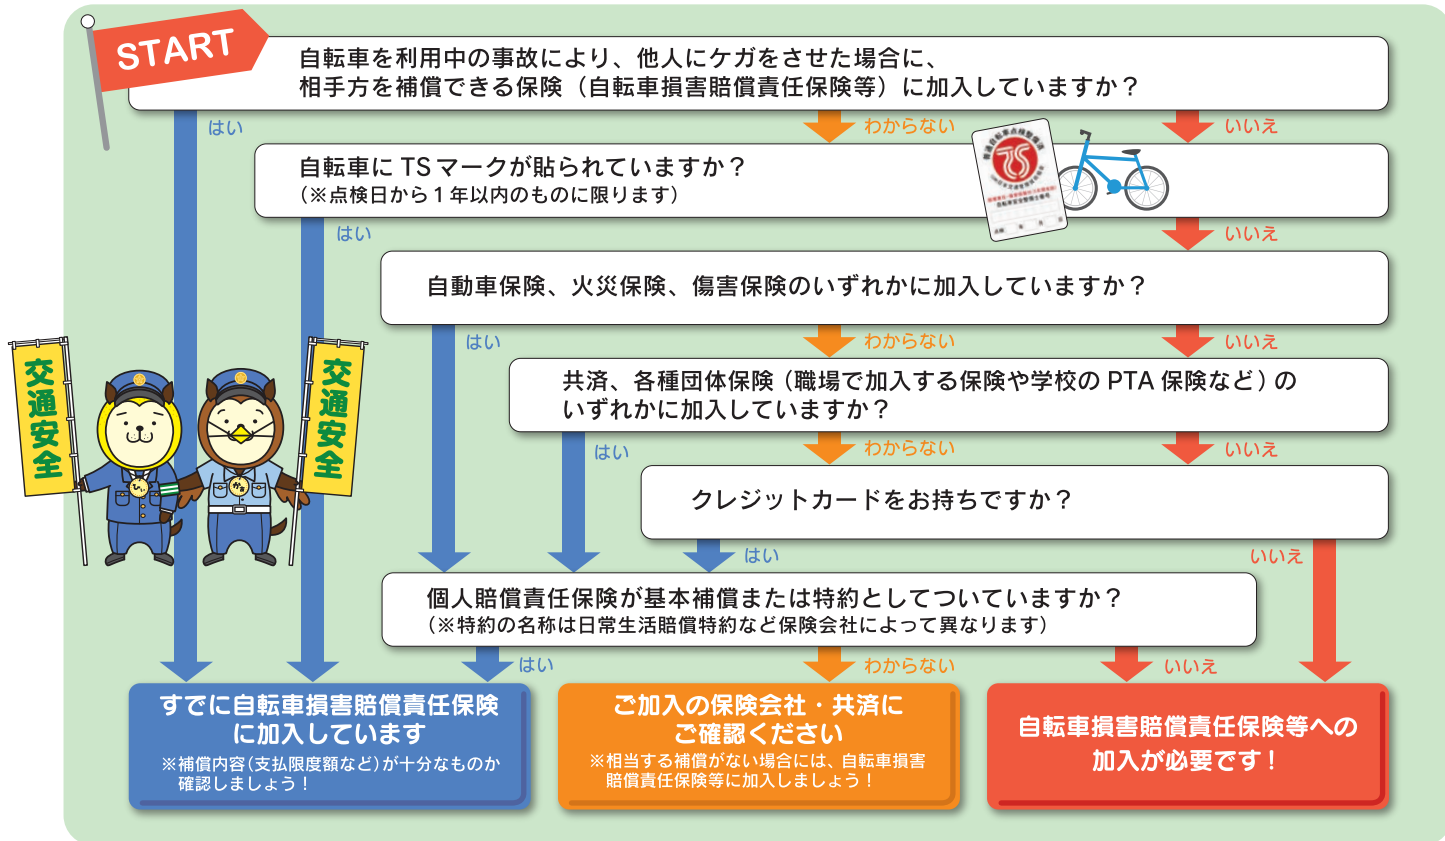 START
自転車を利用中の事故により、他人にケガをさせた場合に、
相手方を補償できる保険（自転車損害賠償責任保険等）に加入していますか？
はい
わからない
いいえ
自転車に TS マークが貼られていますか？
（※点検日から１年以内のものに限ります）
TS
はい
いいえ
自動車保険、火災保険、傷害保険のいずれかに加入していますか？
はい
わからない
いいえ
交通安全
交通安全
共済、各種団体保険（職場で加入する保険や学校の PTA 保険など）の
いずれかに加入していますか？
はい
わからない
いいえ
クレジットカードをお持ちですか？
はい
いいえ
個人賠償責任保険が基本補償または特約としてついていますか？
（※特約の名称は日常生活賠償特約など保険会社によって異なります）
はい
わからない
いいえ
すでに自転車損害賠償責任保険
に加入しています
※補償内容（支払限度額など）が十分なものか
確認しましょう！
ご加入の保険会社・共済に
ご確認ください
※相当する補償がない場合には、自転車損害
賠償責任保険等に加入しましょう！
自転車損害賠償責任保険等への
加入が必要です！